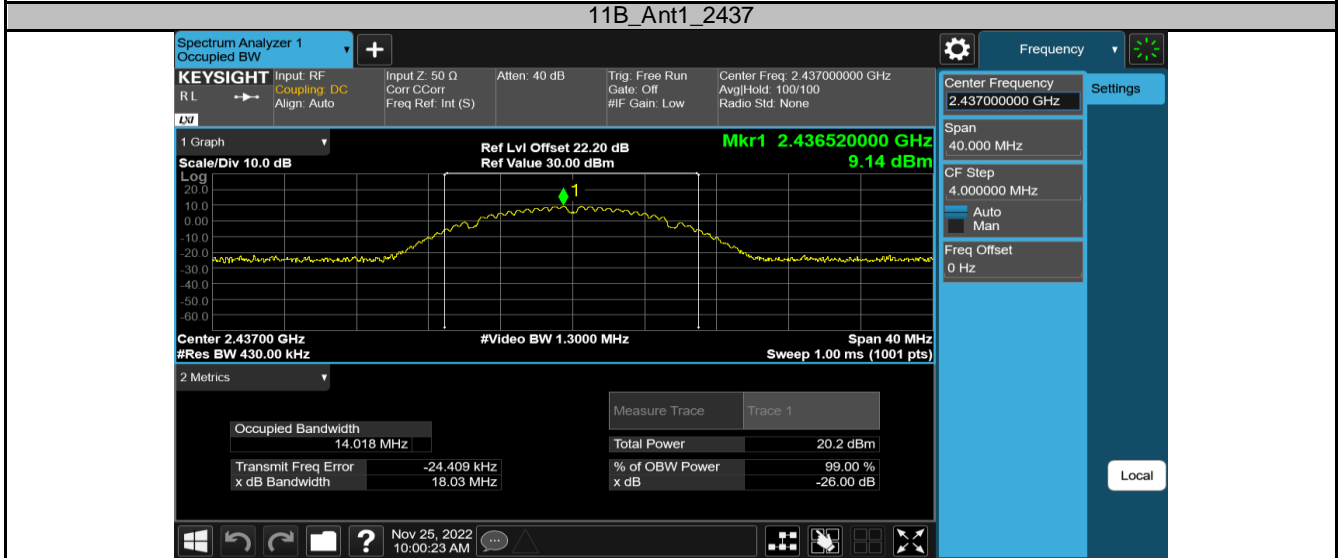 11B_Ant1_2437
Spectrum Analyzer 1
Occupied BW
+
Frequency
KEYSIGHT
R L
LXI
Input: RF
Coupling: DC
Align: Auto
Input Z: 50 Ω
Corr CCorr
Freq Ref: Int (S)
Atten: 40 dB
Trig: Free Run
Gate: Off
#IF Gain: Low
Center Freq: 2.437000000 GHz
Avg|Hold: 100/100
Radio Std: None
Center Frequency
2.437000000 GHz
Settings
Span
40.000 MHz
CF Step
4.000000 MHz
Auto
Man
Freq Offset
0 Hz
Local
1 Graph
Ref Lvl Offset 22.20 dB
Mkr1 2.436520000 GHz
Scale/Div 10.0 dB
Ref Value 30.00 dBm
9.14 dBm
Log
20.0
10.0
0.00
-10.0
-20.0
-30.0
-40.0
-50.0
-60.0
1
Center 2.43700 GHz
#Video BW 1.3000 MHz
Span 40 MHz
#Res BW 430.00 kHz
Sweep 1.00 ms (1001 pts)
2 Metrics
Measure Trace
Trace 1
Occupied Bandwidth
14.018 MHz
Total Power
20.2 dBm
Transmit Freq Error
-24.409 kHz
% of OBW Power
99.00 %
x dB Bandwidth
18.03 MHz
x dB
-26.00 dB
?
Nov 25, 2022
10:00:23 AM